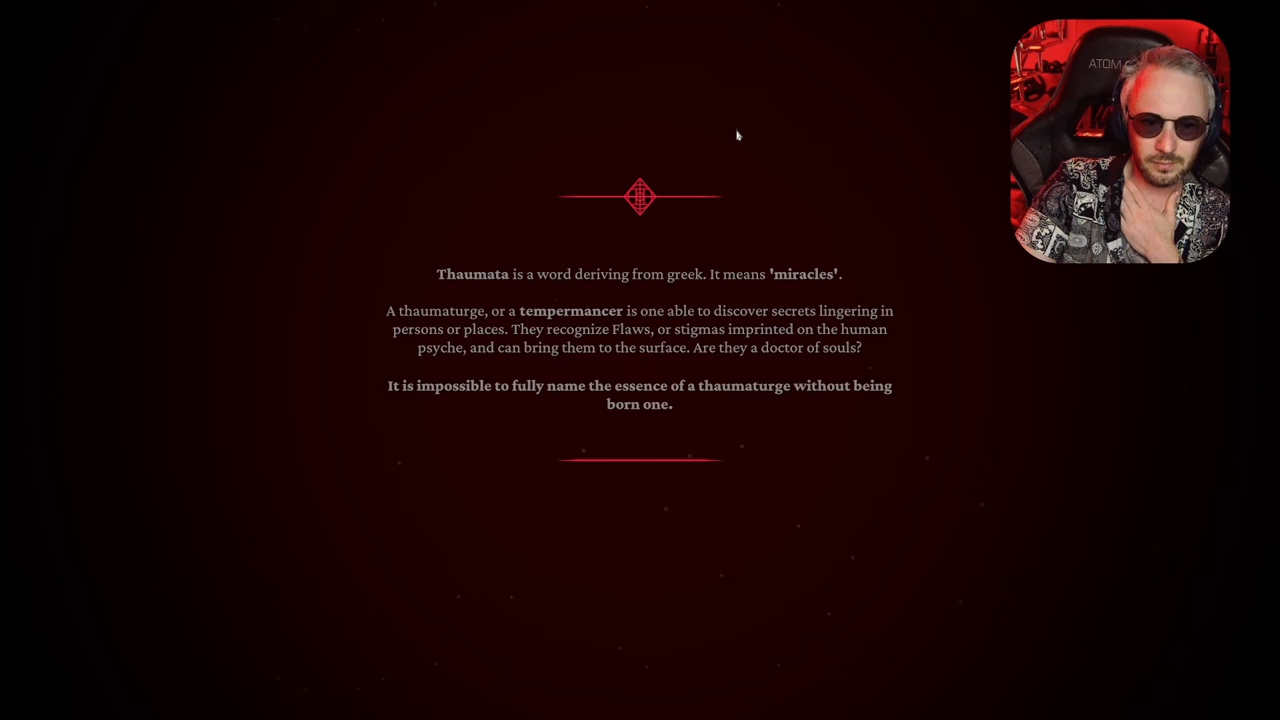 ATOM
Thaumata is a word deriving from greek. It means 'miracles'.
A thaumaturge, or a tempermancer is one able to discover secrets lingering in
persons or places. They recognize Flaws, or stigmas imprinted on the human
psyche, and can bring them to the surface. Are they a doctor of souls?
It is impossible to fully name the essence of a thaumaturge without being
born one.